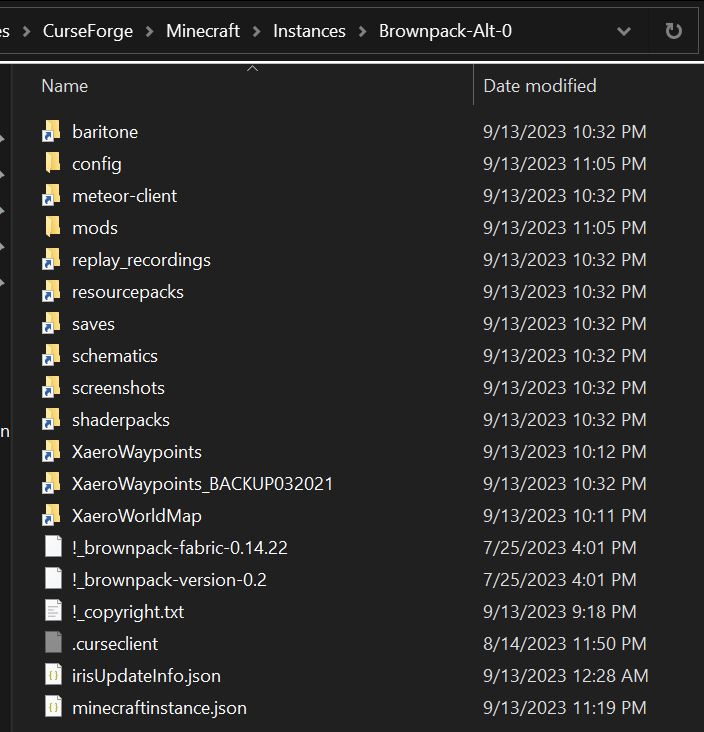 es > CurseForge > Minecraft > Instances > Brownpack-Alt-0
Name Date modified
baritone 9/13/2023 10:32 PM
config 9/13/2023 11:05 PM
meteor-client 9/13/2023 10:32 PM
mods 9/13/2023 11:05 PM
replay_recordings 9/13/2023 10:32 PM
resourcepacks 9/13/2023 10:32 PM
saves 9/13/2023 10:32 PM
schematics 9/13/2023 10:32 PM
screenshots 9/13/2023 10:32 PM
shaderpacks 9/13/2023 10:32 PM
n
XaeroWaypoints 9/13/2023 10:12 PM
XaeroWaypoints_BACKUP032021 9/13/2023 10:32 PM
XaeroWorldMap 9/13/2023 10:11 PM
!_brownpack-fabric-0.14.22 7/25/2023 4:01 PM
!_brownpack-version-0.2 7/25/2023 4:01 PM
!_copyright.txt 9/13/2023 9:18 PM
.curseclient 8/14/2023 11:50 PM
irisUpdateInfo.json 9/13/2023 12:28 AM
minecraftinstance.json 9/13/2023 11:19 PM